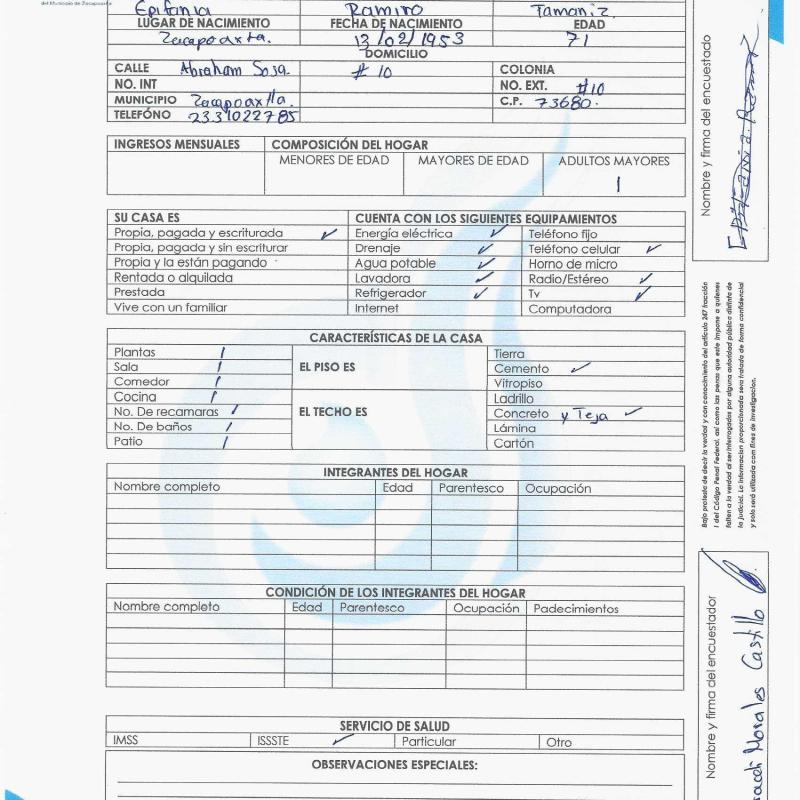 del Municipio de Zacapoaxtla
Epifania Ramiro Tamaniz
LUGAR DE NACIMIENTO FECHA DE NACIMIENTO EDAD
Zacapoaxta. 13/02/1953 71
DOMICILIO
CALLE Abraham Sosa. # 10 COLONIA
NO. INT NO. EXT. #10
MUNICIPIO Zacapoaxtla. C.P. 73680.
TELEFÓNO 2331022785
INGRESOS MENSUALES COMPOSICIÓN DEL HOGAR
MENORES DE EDAD MAYORES DE EDAD ADULTOS MAYORES
1
SU CASA ES CUENTA CON LOS SIGUIENTES EQUIPAMIENTOS
Propia, pagada y escriturada ✓ Energía eléctrica ✓ Teléfono fijo
Propia, pagada y sin escriturar Drenaje ✓ Teléfono celular ✓
Propia y la están pagando Agua potable ✓ Horno de micro
Rentada o alquilada Lavadora ✓ Radio/Estéreo ✓
Prestada Refrigerador ✓ Tv ✓
Vive con un familiar Internet Computadora
CARACTERÍSTICAS DE LA CASA
Plantas 1 Tierra
Sala 1 EL PISO ES Cemento ✓
Comedor 1 Vitropiso
Cocina 1 Ladrillo
No. De recamaras 1 EL TECHO ES Concreto y Teja ✓
No. De baños 1 Lámina
Patio 1 Cartón
INTEGRANTES DEL HOGAR
Nombre completo Edad Parentesco Ocupación
CONDICIÓN DE LOS INTEGRANTES DEL HOGAR
Nombre completo Edad Parentesco Ocupación Padecimientos
SERVICIO DE SALUD
IMSS ISSSTE ✓ Particular Otro
OBSERVACIONES ESPECIALES:
Nombre y firma del encuestado
Bajo protesta de decir la verdad y con conocimiento del artículo 247 fracción
I del Código Penal Federal, así como las penas que este impone a quienes
falten a la verdad al ser interrogados por alguna autoridad pública distinta de
la judicial. La información proporcionada sera tratada de forma confidencial
y solo será utilizada con fines de investigacion.
Nombre y firma del encuestador
Morales Castillo